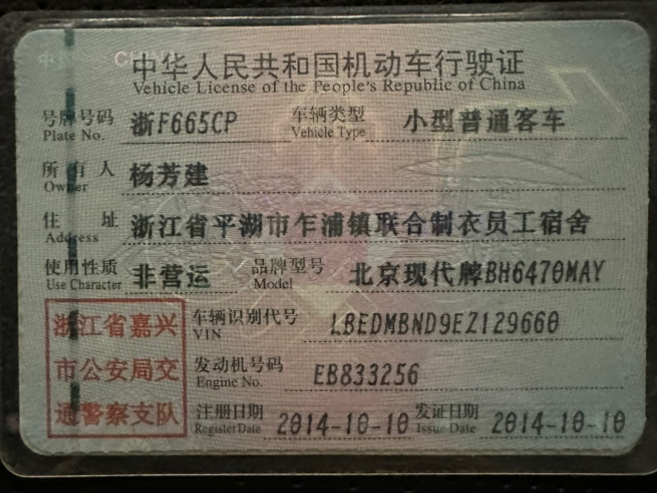 中华人民共和国机动车行驶证
Vehicle License of the People's Republic of China
号牌号码 浙F665CP 车辆类型 小型普通客车
Plate No. Vehicle Type
所有人 杨芳建
Owner
住址 浙江省平湖市乍浦镇联合制衣员工宿舍
Address
使用性质 非营运 品牌型号 北京现代牌BH6470MAY
Use Character Model
车辆识别代号 LBEDMBND9EZ129660
VIN
发动机号码 EB833256
Engine No.
注册日期 2014-10-10 发证日期 2014-10-10
Register Date Issue Date
浙江省嘉兴
市公安局交
通警察支队